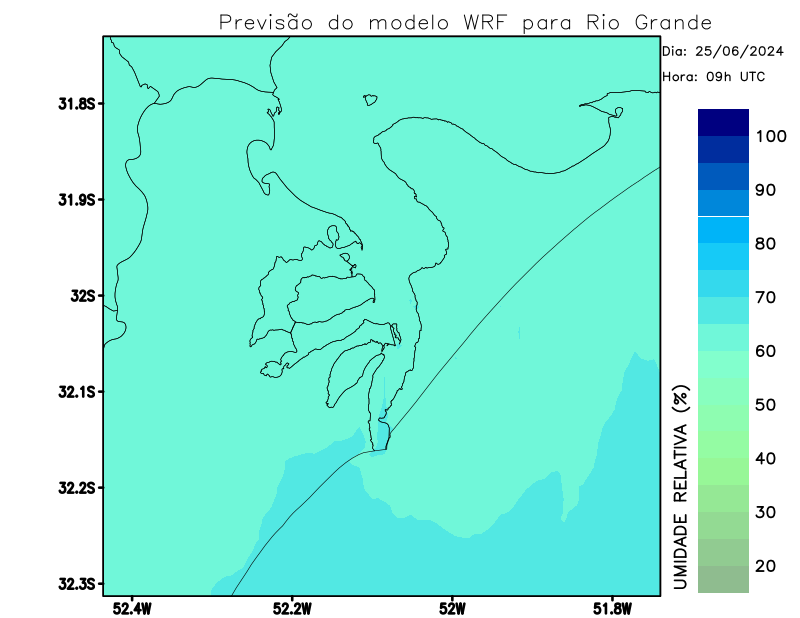 Previsão do modelo WRF para Rio Grande
Dia: 25/06/2024
Hora: 09h UTC
31.8S
31.9S
32S
32.1S
32.2S
32.3S
52.4W
52.2W
52W
51.8W
100
90
80
70
60
50
40
30
20
UMIDADE RELATIVA (%)